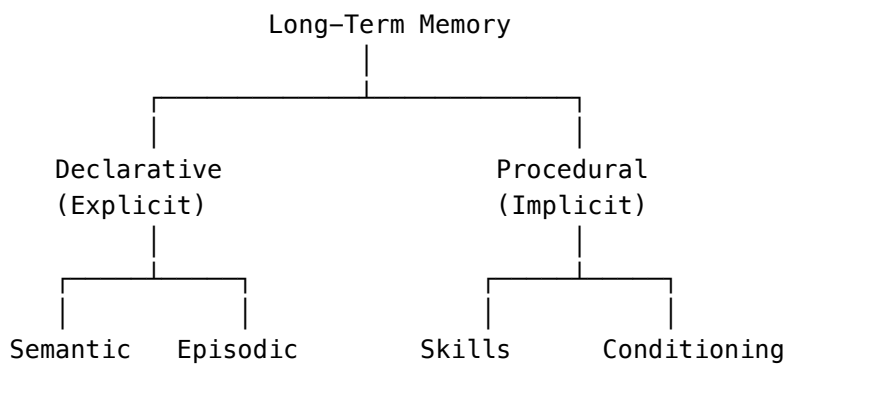 Long-Term Memory
Declarative Procedural
(Explicit) (Implicit)
Semantic Episodic Skills Conditioning